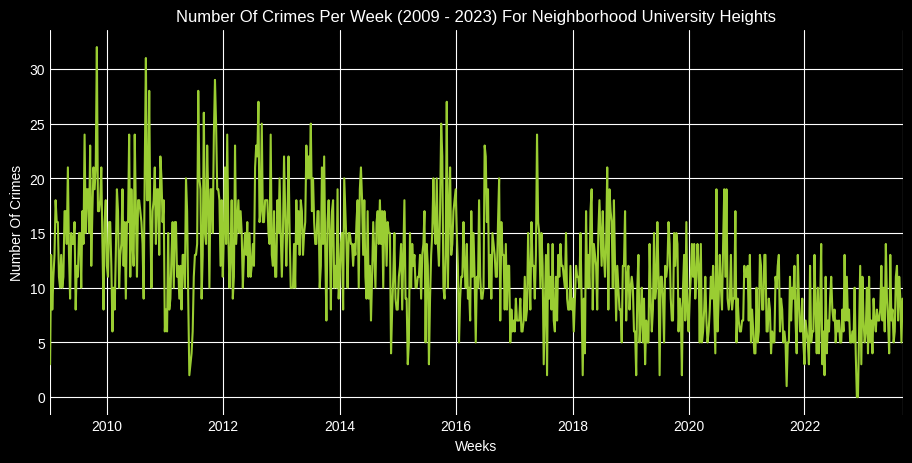 Number Of Crimes Per Week (2009 - 2023) For Neighborhood University Heights
30
25
20
15
10
5
0
Number Of Crimes
2010 2012 2014 2016 2018 2020 2022
Weeks